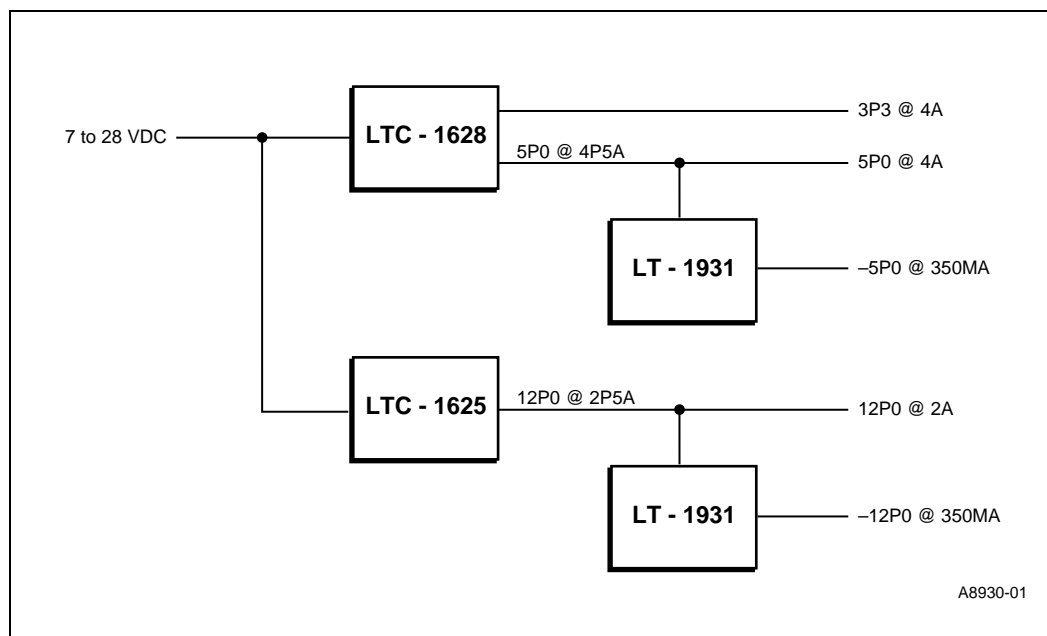 3P3 @ 4A
LTC - 1628
7 to 28 VDC
5P0 @ 4P5A
5P0 @ 4A
LT - 1931
–5P0 @ 350MA
LTC - 1625
12P0 @ 2P5A
12P0 @ 2A
LT - 1931
–12P0 @ 350MA
A8930-01